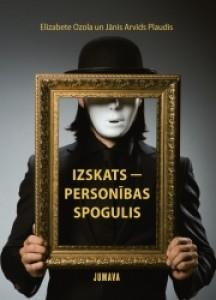 Elizabete Ozola un Jānis Arvīds Plaudis
IZSKATS —
PERSONĪBAS
SPOGULIS
JUMAVA